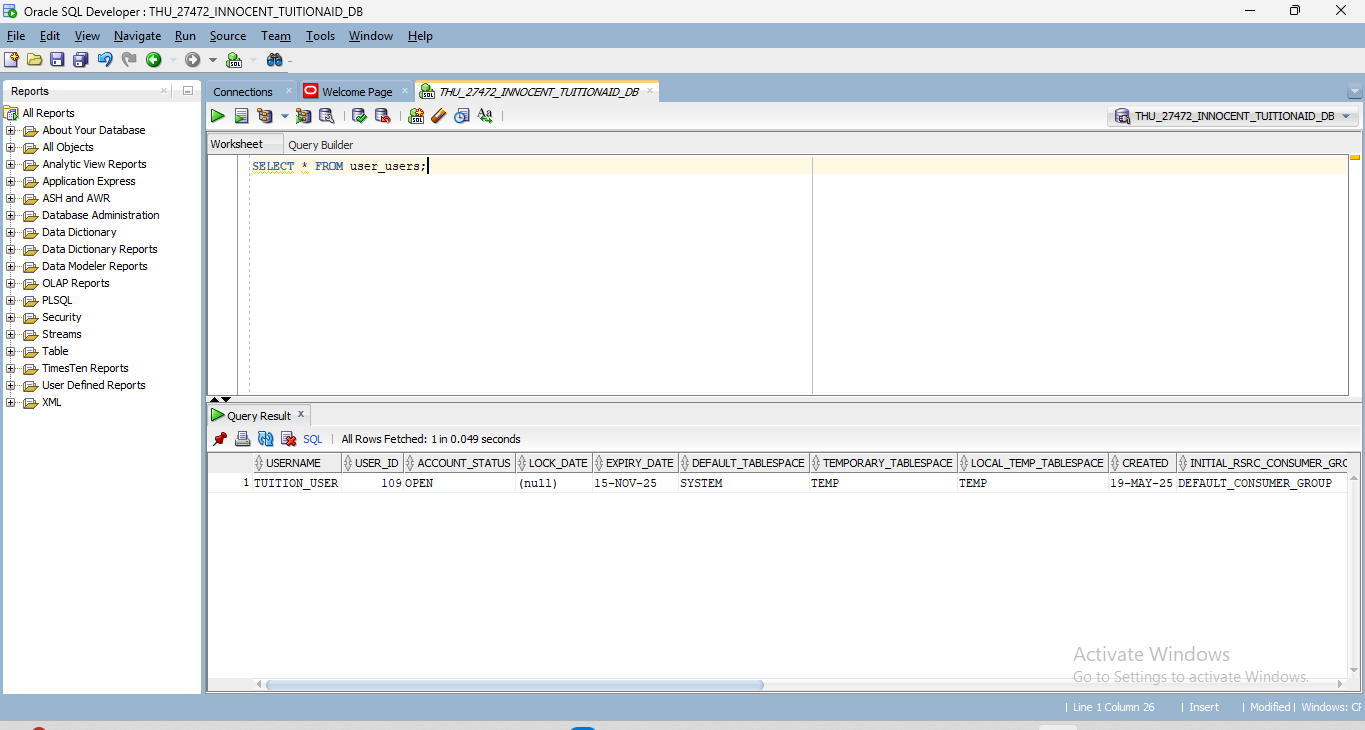 Oracle SQL Developer : THU_27472_INNOCENT_TUITIONAID_DB
File Edit View Navigate Run Source Team Tools Window Help
Reports
All Reports
About Your Database
All Objects
Analytic View Reports
Application Express
ASH and AWR
Database Administration
Data Dictionary
Data Dictionary Reports
Data Modeler Reports
OLAP Reports
PLSQL
Security
Streams
Table
TimesTen Reports
User Defined Reports
XML
Connections Welcome Page THU_27472_INNOCENT_TUITIONAID_DB
THU_27472_INNOCENT_TUITIONAID_DB
Worksheet Query Builder
SELECT * FROM user_users;
Query Result
SQL | All Rows Fetched: 1 in 0.049 seconds
USERNAME USER_ID ACCOUNT_STATUS LOCK_DATE EXPIRY_DATE DEFAULT_TABLESPACE TEMPORARY_TABLESPACE LOCAL_TEMP_TABLESPACE CREATED INITIAL_RSRC_CONSUMER_GRC
1 TUITION_USER 109 OPEN (null) 15-NOV-25 SYSTEM TEMP TEMP 19-MAY-25 DEFAULT_CONSUMER_GROUP
Activate Windows
Go to Settings to activate Windows.
| Line 1 Column 26 | Insert | Modified | Windows: CF